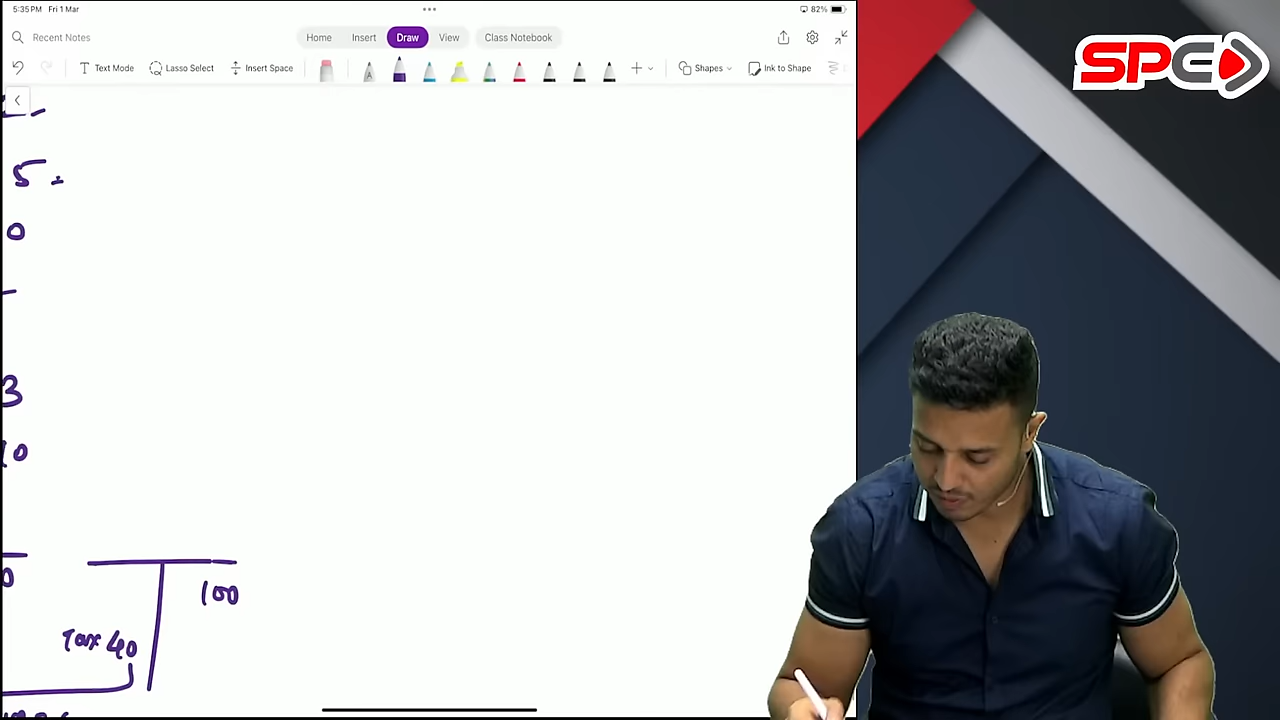 5:35 PM Fri 1 Mar
82%
Recent Notes
Home Insert Draw View Class Notebook
Text Mode Lasso Select Insert Space Shapes Ink to Shape
SPE
5
0
3
10
0
100
Tax 40